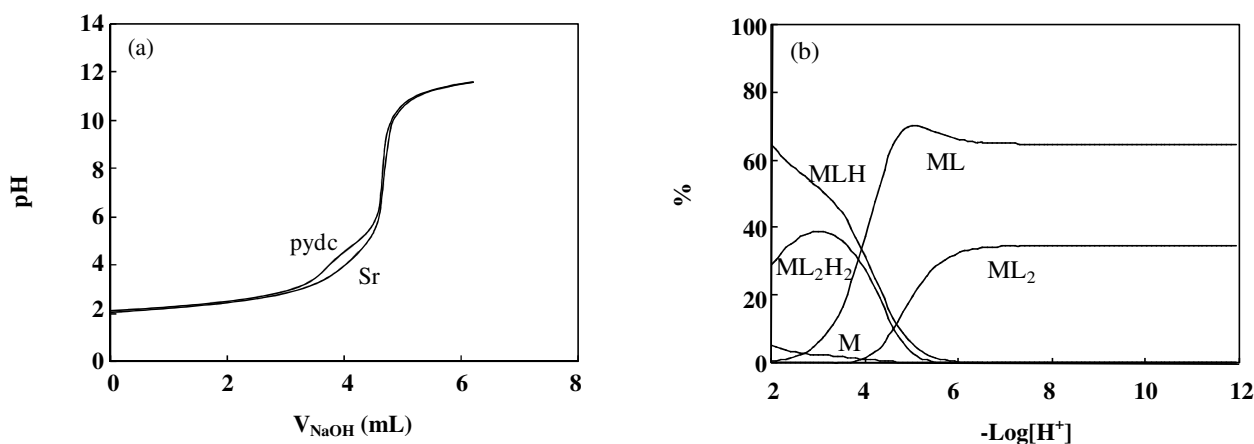 (a)
14
12
10
8
6
4
2
0
pH
pydc
Sr
0 2 4 6 8
V_NaOH (mL)
(b)
100
80
60
40
20
0
%
MLH
ML
ML₂H₂
ML₂
M
2 4 6 8 10 12
-Log[H⁺]